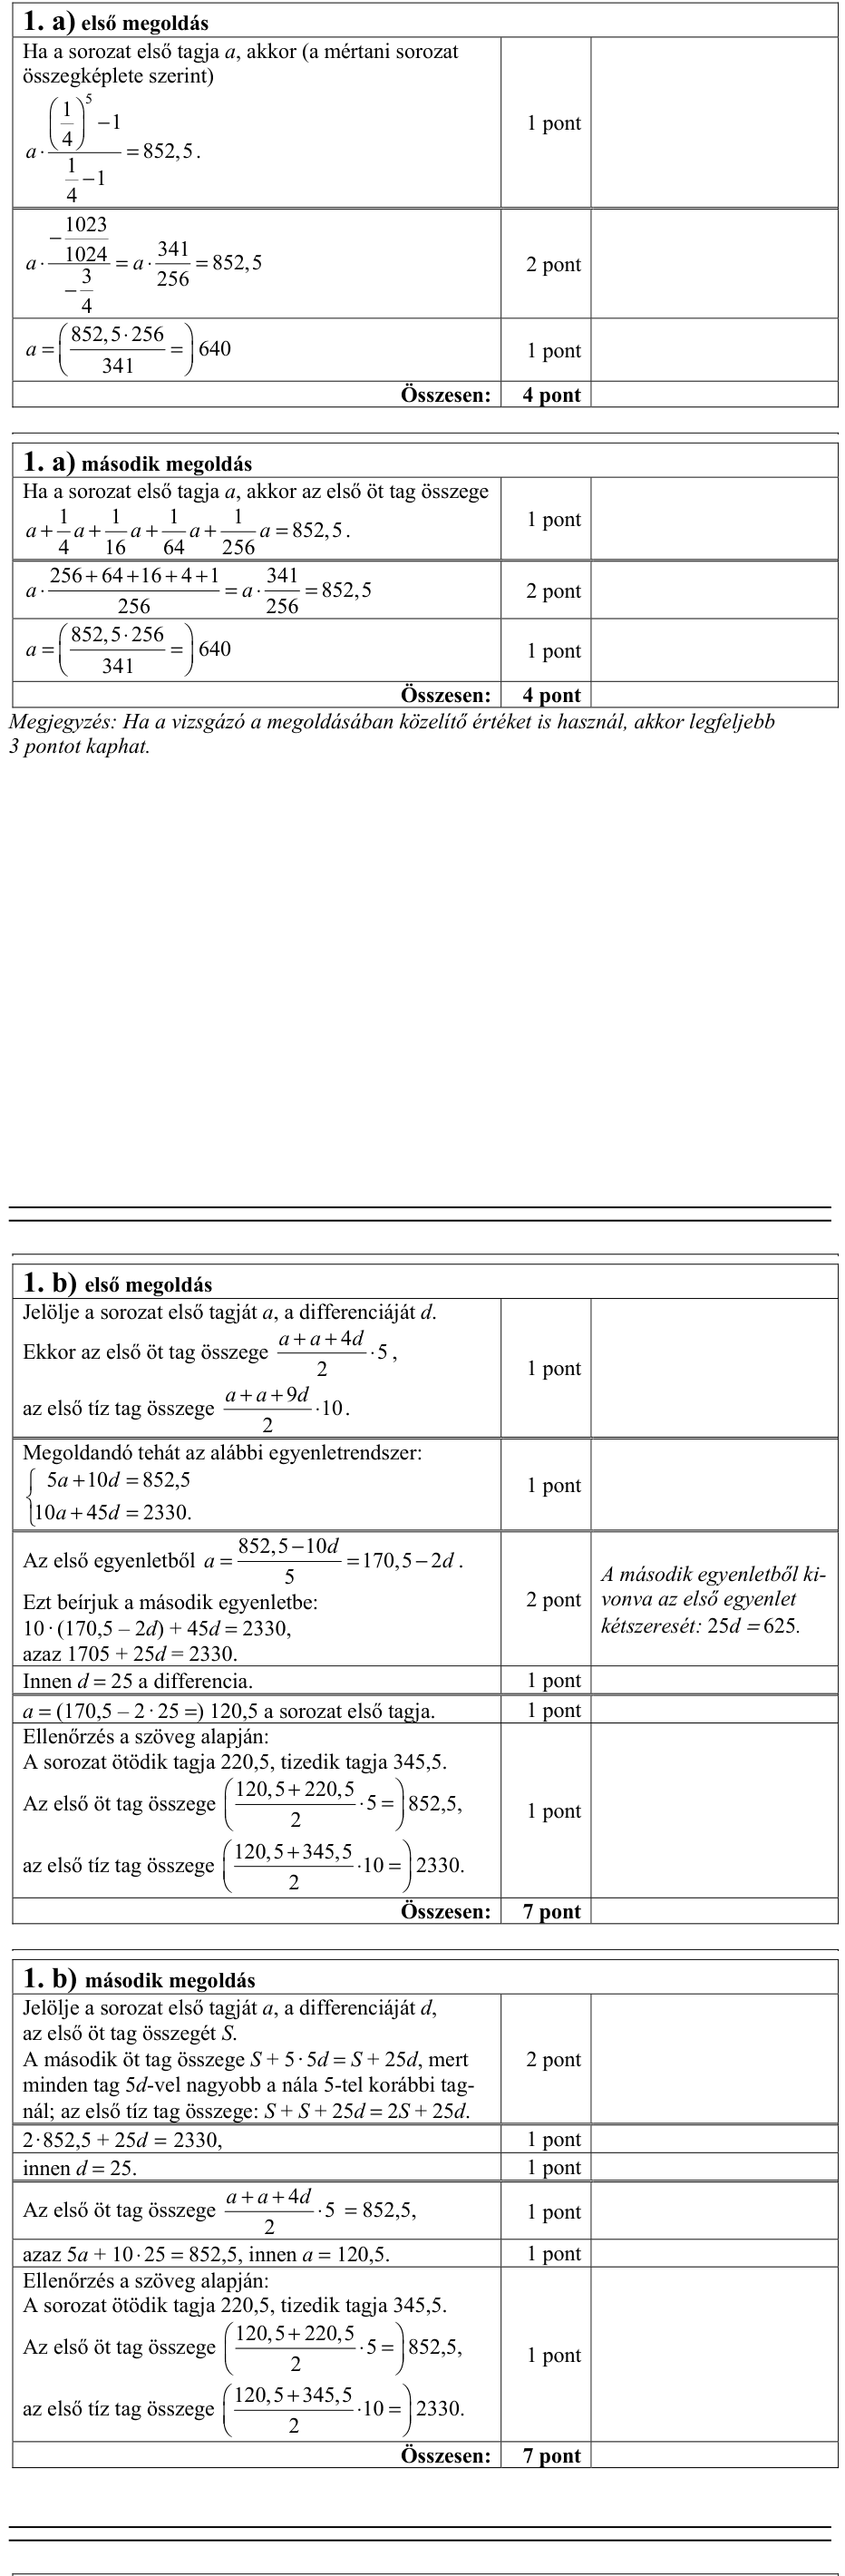 1. a) első megoldás
Ha a sorozat első tagja a, akkor (a mértani sorozat
összegképlete szerint)
a · ((1/4)^5 − 1)/(1/4 − 1) = 852,5 .
1 pont
a · (−1023/1024)/(−3/4) = a · 341/256 = 852,5
2 pont
a = (852,5 · 256/341 =) 640
1 pont
Összesen: 4 pont
1. a) második megoldás
Ha a sorozat első tagja a, akkor az első öt tag összege
a + 1/4 a + 1/16 a + 1/64 a + 1/256 a = 852,5 .
1 pont
a · (256 + 64 + 16 + 4 + 1)/256 = a · 341/256 = 852,5
2 pont
a = (852,5 · 256/341 =) 640
1 pont
Összesen: 4 pont
Megjegyzés: Ha a vizsgázó a megoldásában közelítő értéket is használ, akkor legfeljebb
3 pontot kaphat.
1. b) első megoldás
Jelölje a sorozat első tagját a, a differenciáját d.
Ekkor az első öt tag összege (a + a + 4d)/2 · 5 ,
az első tíz tag összege (a + a + 9d)/2 · 10 .
1 pont
Megoldandó tehát az alábbi egyenletrendszer:
{ 5a + 10d = 852,5
10a + 45d = 2330.
1 pont
Az első egyenletből a = (852,5 − 10d)/5 = 170,5 − 2d .
Ezt beírjuk a második egyenletbe:
10 · (170,5 – 2d) + 45d = 2330,
azaz 1705 + 25d = 2330.
2 pont
A második egyenletből ki-
vonva az első egyenlet
kétszeresét: 25d = 625.
Innen d = 25 a differencia.
1 pont
a = (170,5 – 2 · 25 =) 120,5 a sorozat első tagja.
1 pont
Ellenőrzés a szöveg alapján:
A sorozat ötödik tagja 220,5, tizedik tagja 345,5.
Az első öt tag összege ((120,5 + 220,5)/2 · 5 =) 852,5,
az első tíz tag összege ((120,5 + 345,5)/2 · 10 =) 2330.
1 pont
Összesen: 7 pont
1. b) második megoldás
Jelölje a sorozat első tagját a, a differenciáját d,
az első öt tag összegét S.
A második öt tag összege S + 5 · 5d = S + 25d, mert
minden tag 5d-vel nagyobb a nála 5-tel korábbi tag-
nál; az első tíz tag összege: S + S + 25d = 2S + 25d.
2 pont
2·852,5 + 25d = 2330,
1 pont
innen d = 25.
1 pont
Az első öt tag összege (a + a + 4d)/2 · 5 = 852,5,
1 pont
azaz 5a + 10 · 25 = 852,5, innen a = 120,5.
1 pont
Ellenőrzés a szöveg alapján:
A sorozat ötödik tagja 220,5, tizedik tagja 345,5.
Az első öt tag összege ((120,5 + 220,5)/2 · 5 =) 852,5,
az első tíz tag összege ((120,5 + 345,5)/2 · 10 =) 2330.
1 pont
Összesen: 7 pont